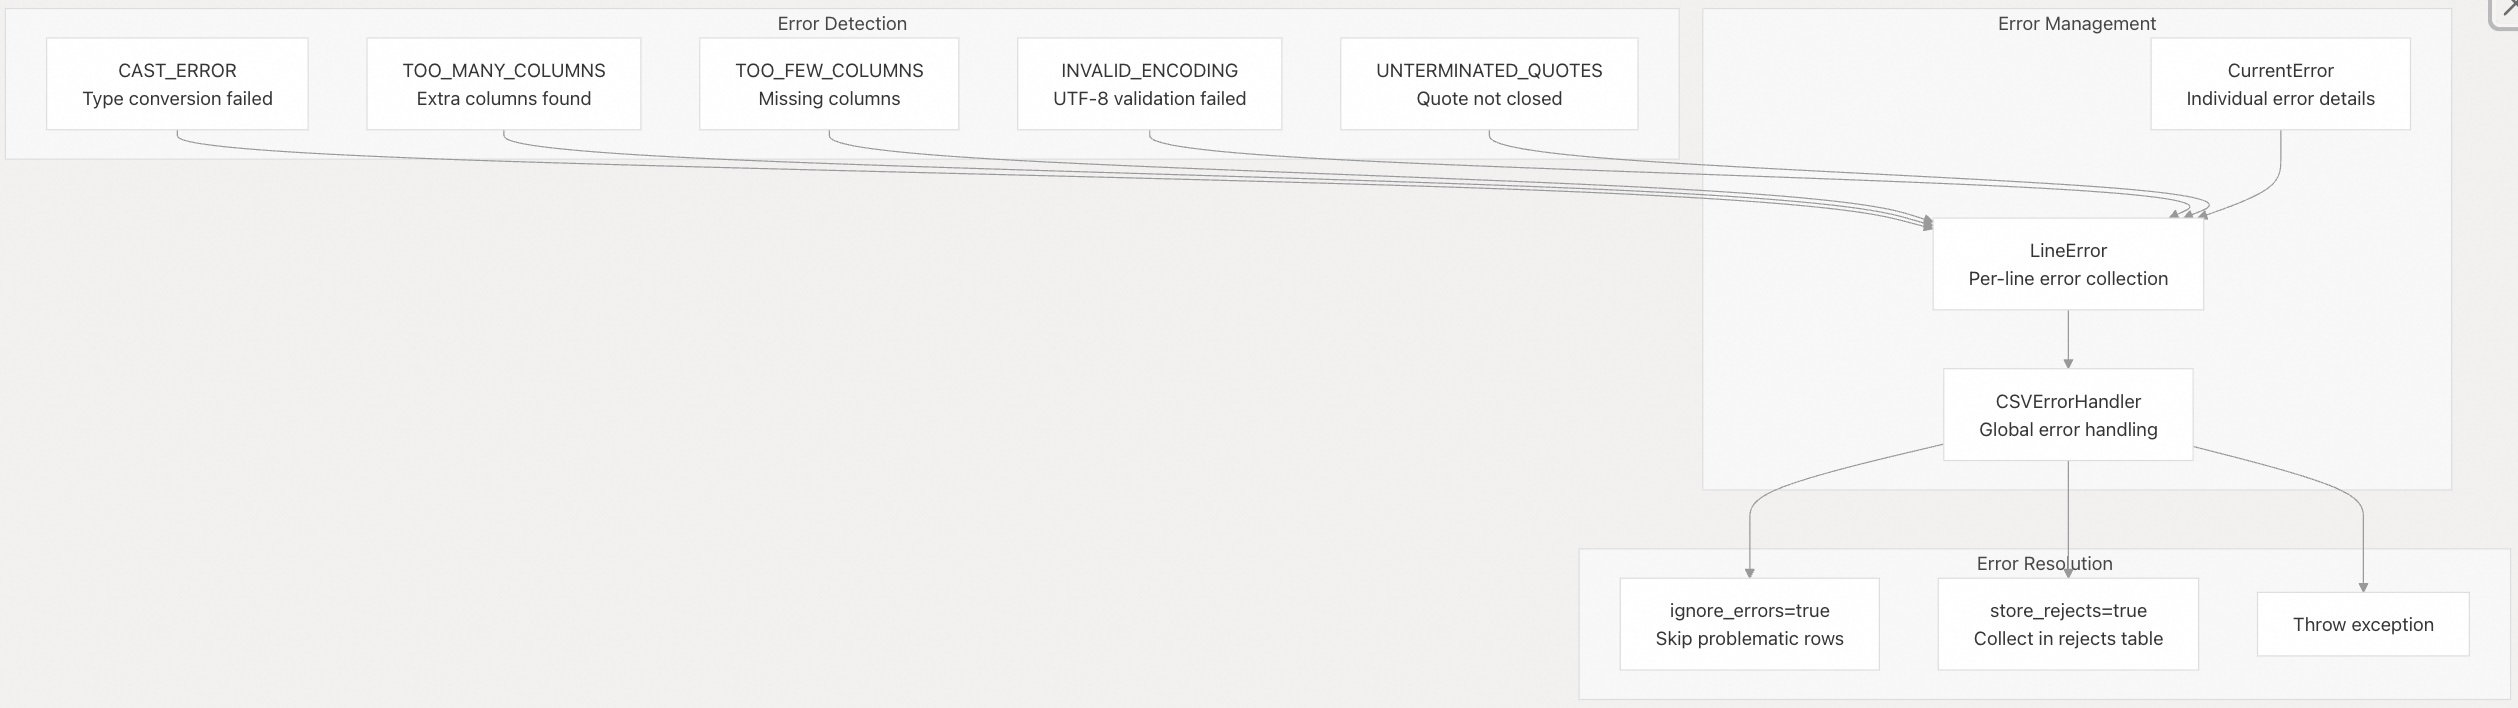 Error Detection
CAST_ERROR
Type conversion failed
TOO_MANY_COLUMNS
Extra columns found
TOO_FEW_COLUMNS
Missing columns
INVALID_ENCODING
UTF-8 validation failed
UNTERMINATED_QUOTES
Quote not closed
Error Management
CurrentError
Individual error details
LineError
Per-line error collection
CSVErrorHandler
Global error handling
Error Resolution
ignore_errors=true
Skip problematic rows
store_rejects=true
Collect in rejects table
Throw exception